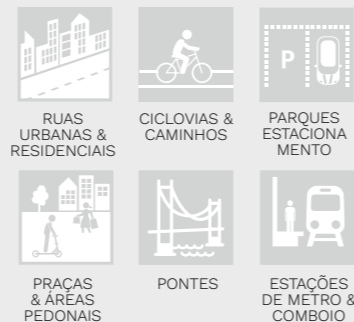 P
RUAS
URBANAS &
RESIDENCIAIS
CICLOVIAS &
CAMINHOS
PARQUES
ESTACIONA
MENTO
PRAÇAS
& ÁREAS
PEDONAIS
PONTES
ESTAÇÕES
DE METRO &
COMBOIO